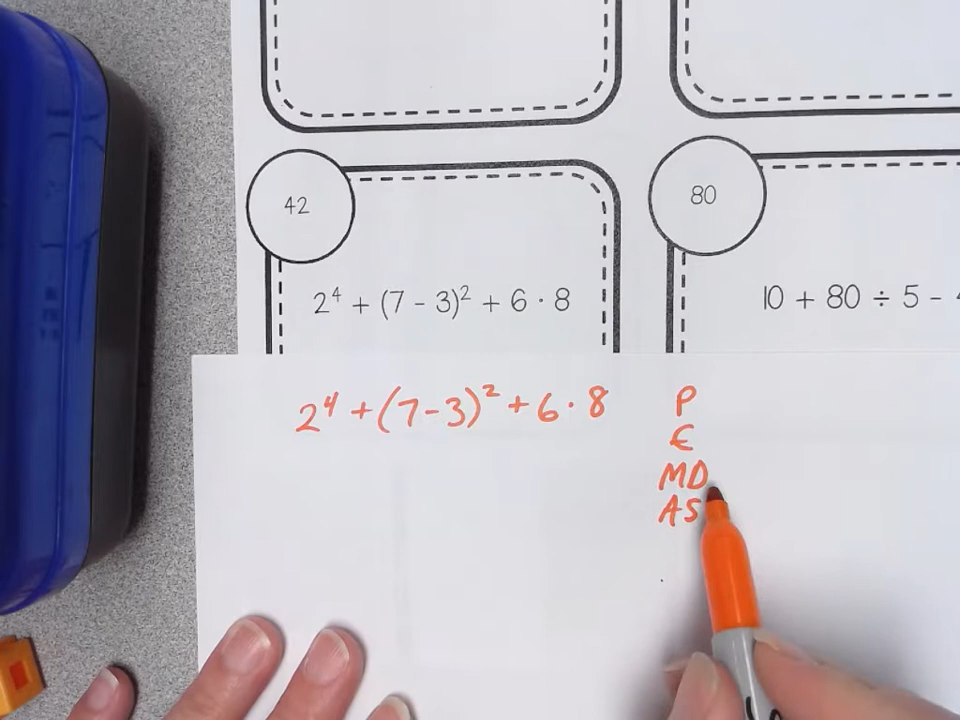 42
80
2⁴ + (7 - 3)² + 6 · 8
10 + 80 ÷ 5 -
2⁴ + (7 - 3)² + 6 · 8
P
E
MD
AS